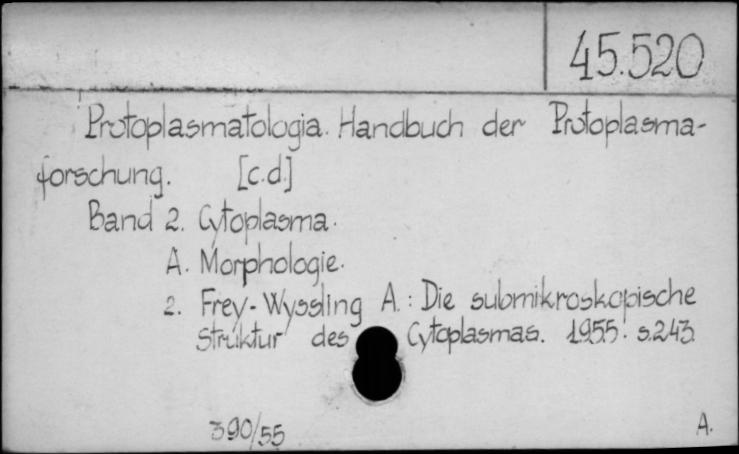 45.520
Protoplasmatologia. Handbuch der Protoplasma-
forschung. [c.d.]
Band 2. Cytoplasma.
A. Morphologie.
2. Frey-Wyssling A.: Die submikroskopische
Struktur des Cytoplasmas. 1955. s.243.
390/55
A.